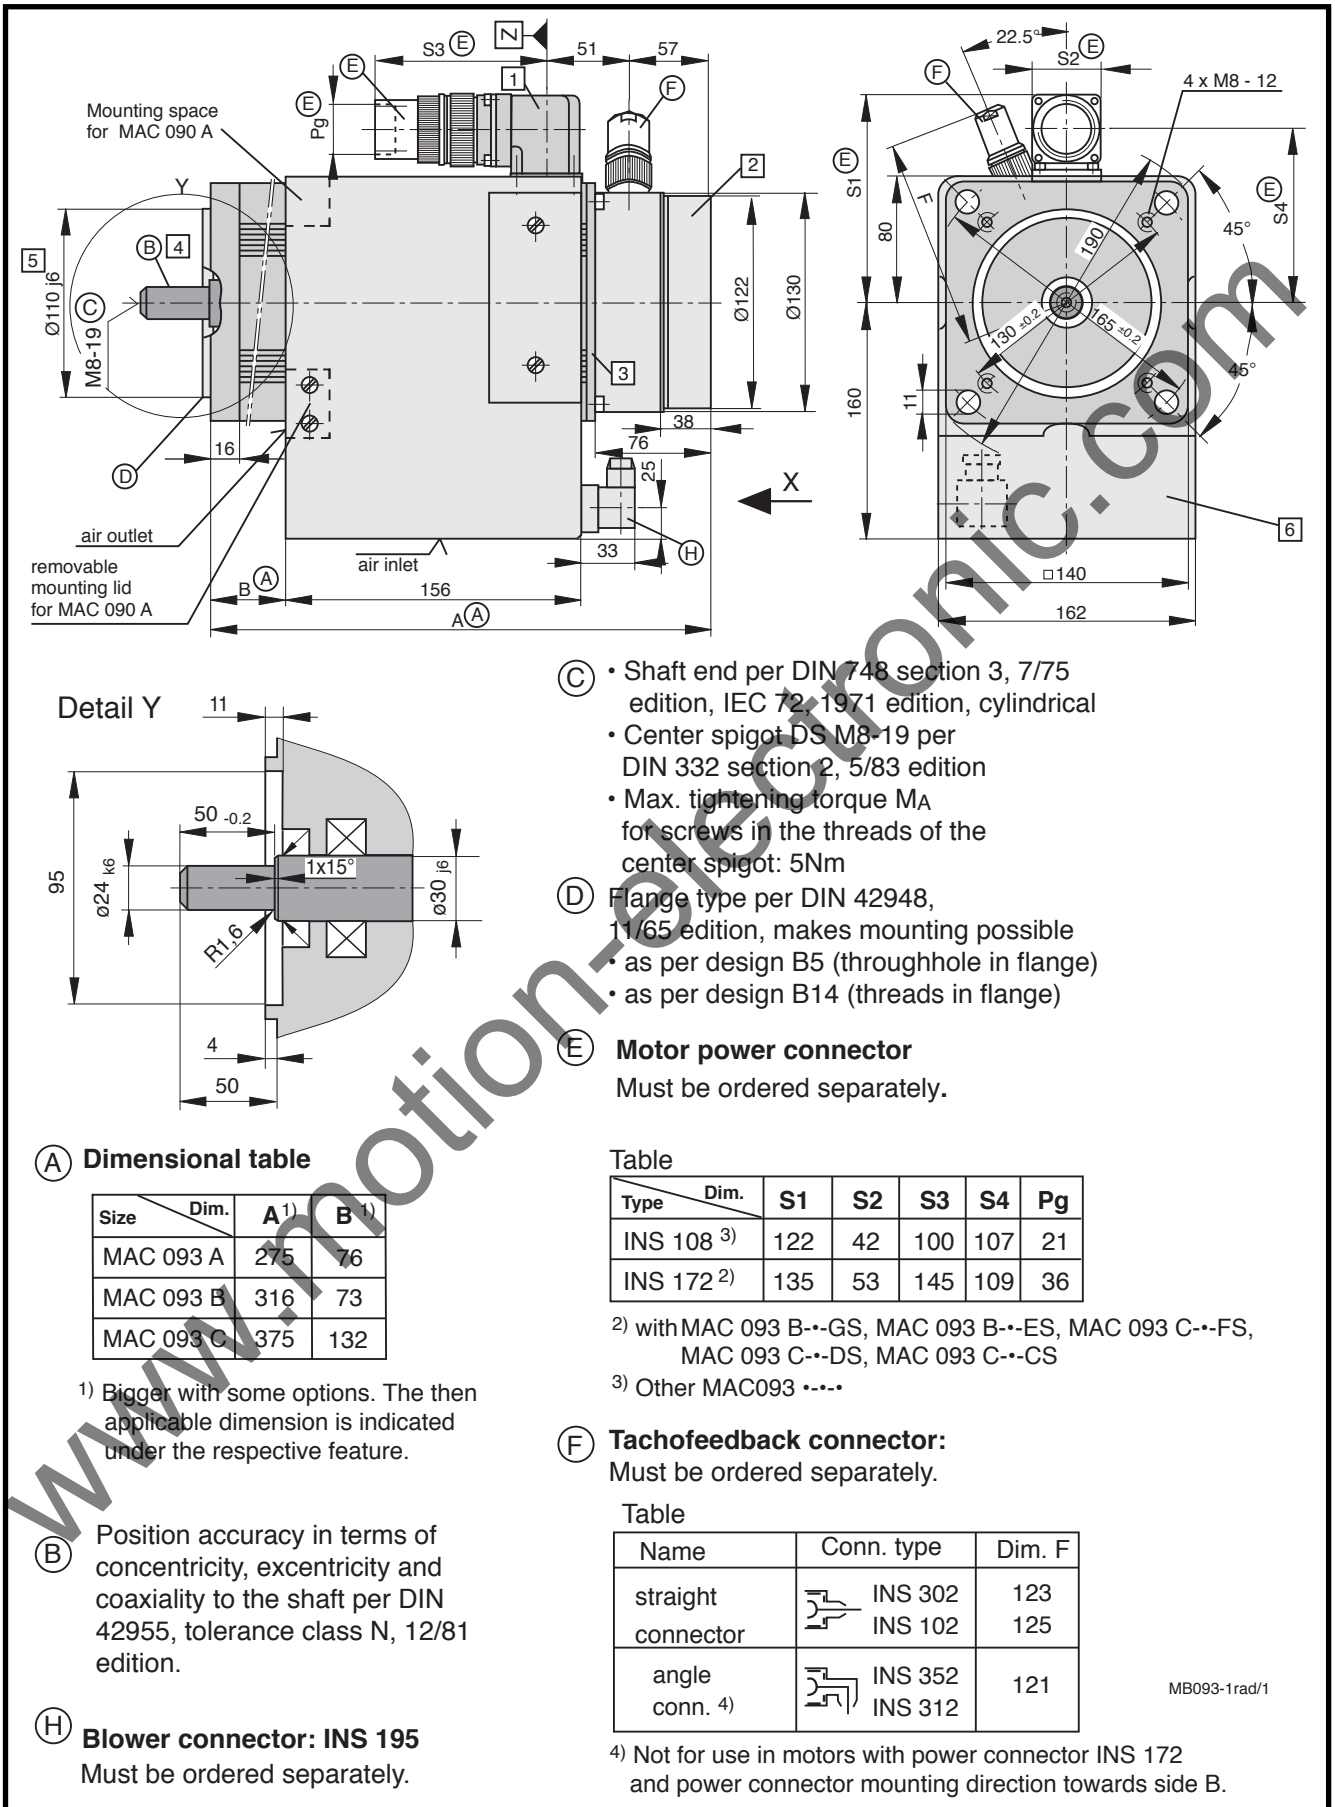 S3 E
Z
51
57
22.5°
S2 E
E
1
F
F
4 x M8 - 12
Mounting space
for MAC 090 A
E
Pg
2
S1 E
F
S4 E
80
190
45°
Y
B 4
5
Ø110 j6
M8-19 C
Ø122
Ø130
130 ±0.2
165 ±0.2
3
160
11
45°
16
38
76
25
D
X
air outlet
air inlet
33
H
6
removable
mounting lid
for MAC 090 A
B A
156
□140
A A
162
Detail Y
11
50 -0.2
95
ø24 k6
1x15°
ø30 j6
R1,6
4
50
C
• Shaft end per DIN 748 section 3, 7/75
edition, IEC 72, 1971 edition, cylindrical
• Center spigot DS M8-19 per
DIN 332 section 2, 5/83 edition
• Max. tightening torque MA
for screws in the threads of the
center spigot: 5Nm
D Flange type per DIN 42948,
11/65 edition, makes mounting possible
• as per design B5 (throughhole in flange)
• as per design B14 (threads in flange)
E Motor power connector
Must be ordered separately.
A Dimensional table
Size Dim. A 1) B 1)
MAC 093 A 275 76
MAC 093 B 316 73
MAC 093 C 375 132
1) Bigger with some options. The then
applicable dimension is indicated
under the respective feature.
Table
Type Dim. S1 S2 S3 S4 Pg
INS 108 3) 122 42 100 107 21
INS 172 2) 135 53 145 109 36
2) with MAC 093 B-•-GS, MAC 093 B-•-ES, MAC 093 C-•-FS,
MAC 093 C-•-DS, MAC 093 C-•-CS
3) Other MAC093 •-•-•
B
Position accuracy in terms of
concentricity, excentricity and
coaxiality to the shaft per DIN
42955, tolerance class N, 12/81
edition.
H Blower connector: INS 195
Must be ordered separately.
F Tachofeedback connector:
Must be ordered separately.
Table
Name Conn. type Dim. F
straight INS 302 123
connector INS 102 125
angle INS 352 121
conn. 4) INS 312
MB093-1rad/1
4) Not for use in motors with power connector INS 172
and power connector mounting direction towards side B.
www.motion-electronic.com